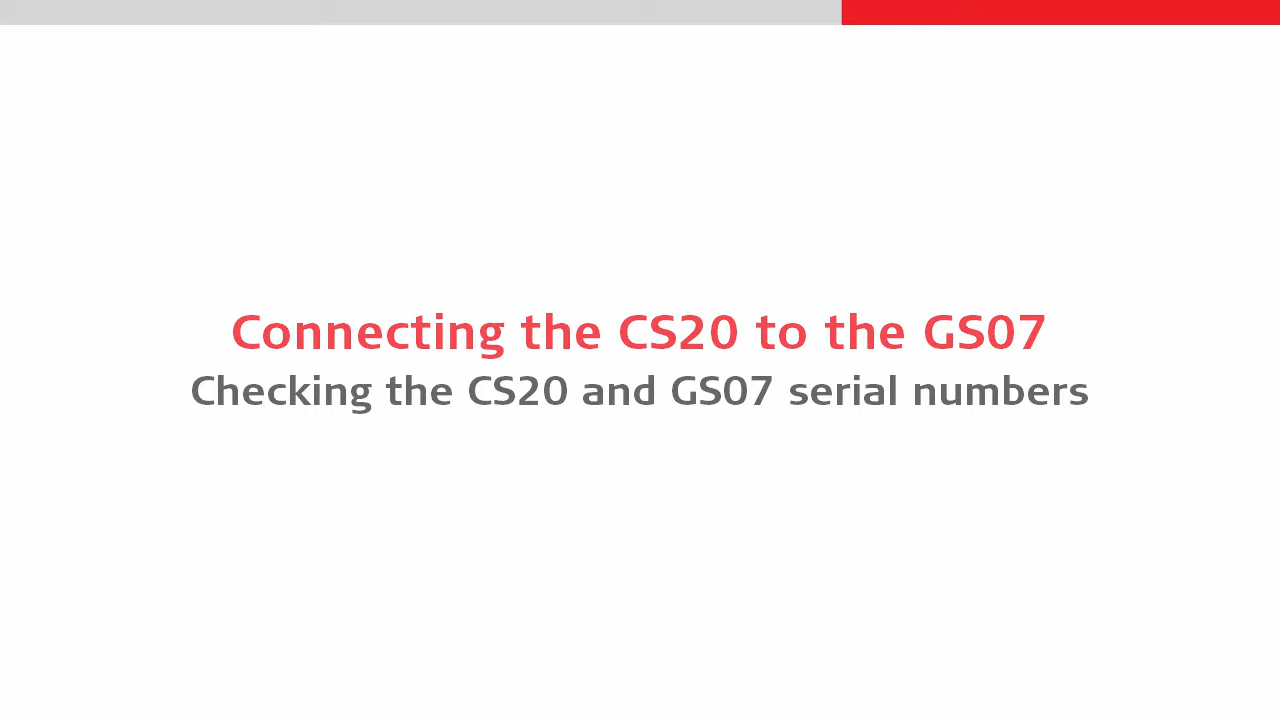 Connecting the CS20 to the GS07
Checking the CS20 and GS07 serial numbers